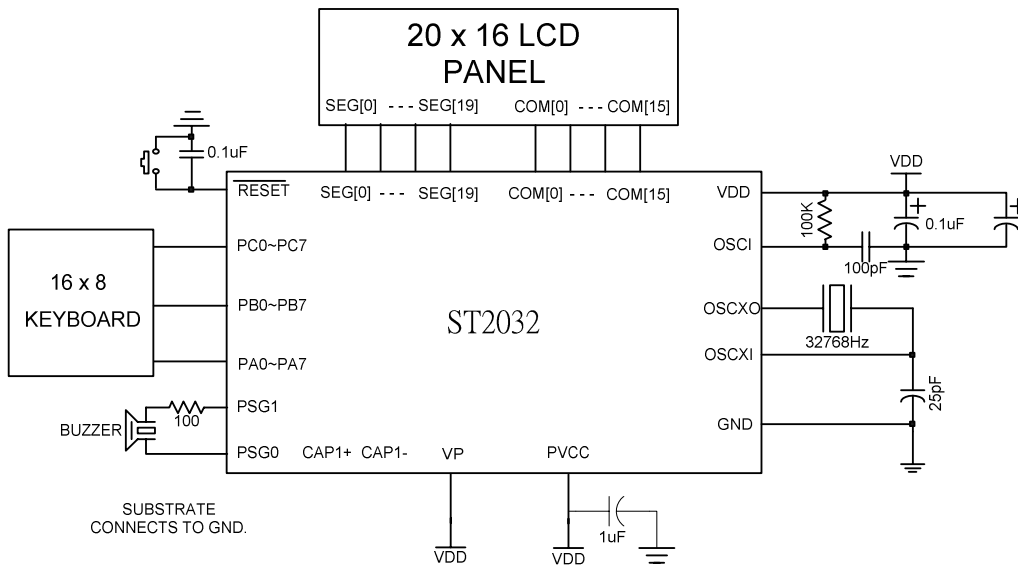 20 x 16 LCD
PANEL
SEG[0] --- SEG[19] COM[0] --- COM[15]
0.1uF
RESET
SEG[0] --- SEG[19] COM[0] --- COM[15]
VDD
VDD
100K
+
0.1uF
+
OSCI
100pF
PC0~PC7
16 x 8
KEYBOARD
PB0~PB7
PA0~PA7
ST2032
OSCXO
32768Hz
OSCXI
25pF
GND
PSG1
100
BUZZER
PSG0
CAP1+ CAP1- VP PVCC
SUBSTRATE
CONNECTS TO GND.
1uF
VDD
VDD